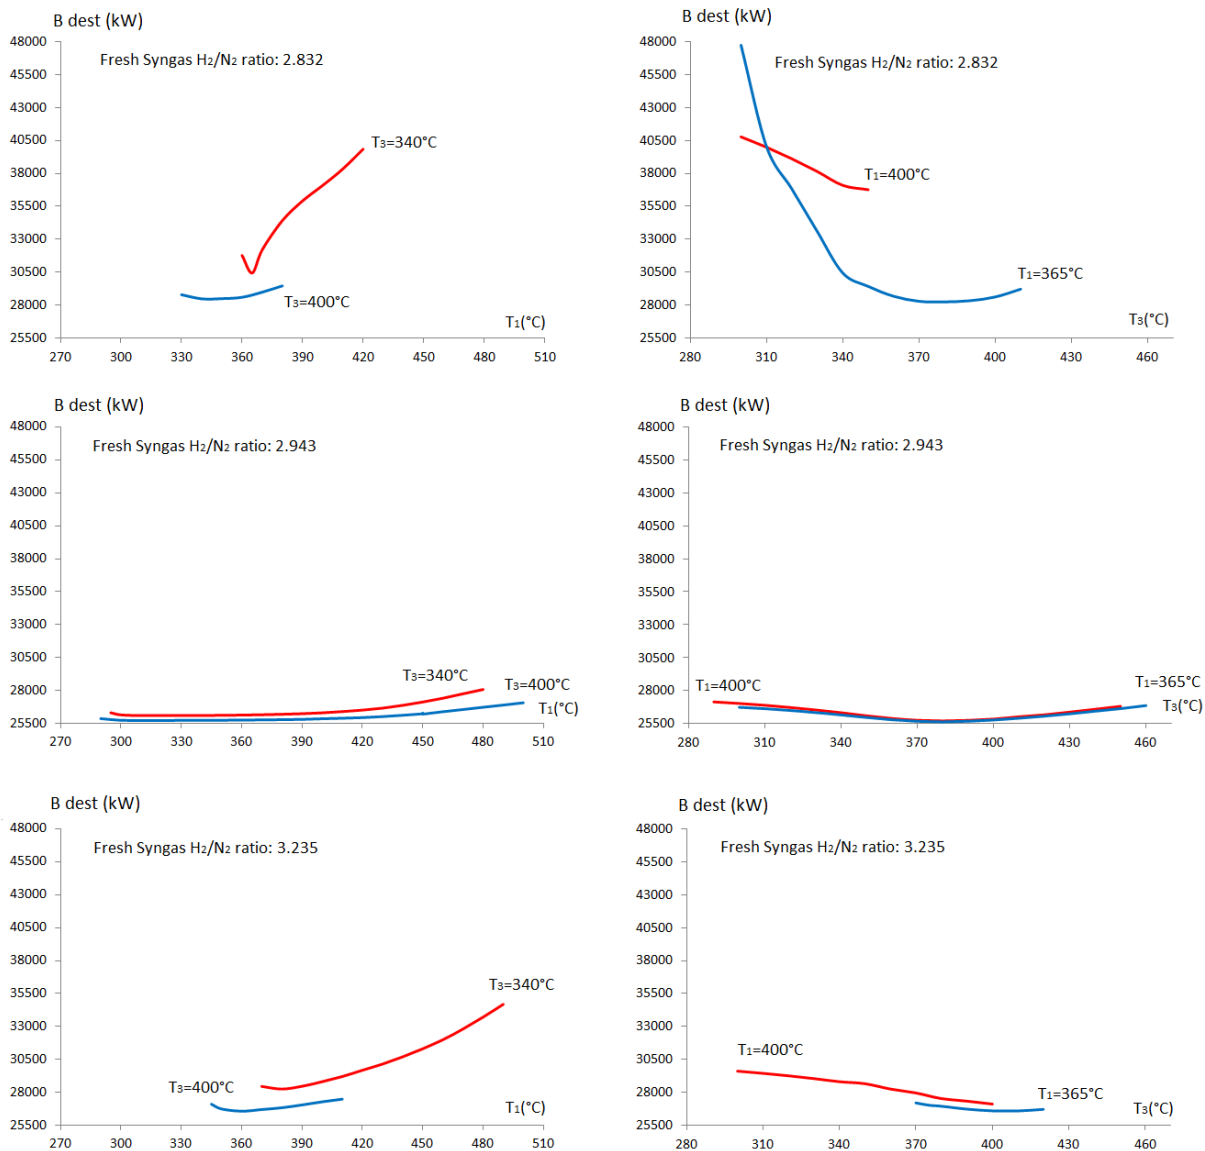 B dest (kW)
48000
45500
43000
40500
38000
35500
33000
30500
28000
25500
Fresh Syngas H₂/N₂ ratio: 2.832
T₃=340°C
T₃=400°C
T₁(°C)
270 300 330 360 390 420 450 480 510
B dest (kW)
48000
45500
43000
40500
38000
35500
33000
30500
28000
25500
Fresh Syngas H₂/N₂ ratio: 2.832
T₁=400°C
T₁=365°C
T₃(°C)
280 310 340 370 400 430 460
B dest (kW)
48000
45500
43000
40500
38000
35500
33000
30500
28000
25500
Fresh Syngas H₂/N₂ ratio: 2.943
T₃=340°C
T₃=400°C
T₁(°C)
270 300 330 360 390 420 450 480 510
B dest (kW)
48000
45500
43000
40500
38000
35500
33000
30500
28000
25500
Fresh Syngas H₂/N₂ ratio: 2.943
T₁=400°C
T₁=365°C
T₃(°C)
280 310 340 370 400 430 460
B dest (kW)
48000
45500
43000
40500
38000
35500
33000
30500
28000
25500
Fresh Syngas H₂/N₂ ratio: 3.235
T₃=340°C
T₃=400°C
T₁(°C)
270 300 330 360 390 420 450 480 510
B dest (kW)
48000
45500
43000
40500
38000
35500
33000
30500
28000
25500
Fresh Syngas H₂/N₂ ratio: 3.235
T₁=400°C
T₁=365°C
T₃(°C)
280 310 340 370 400 430 460